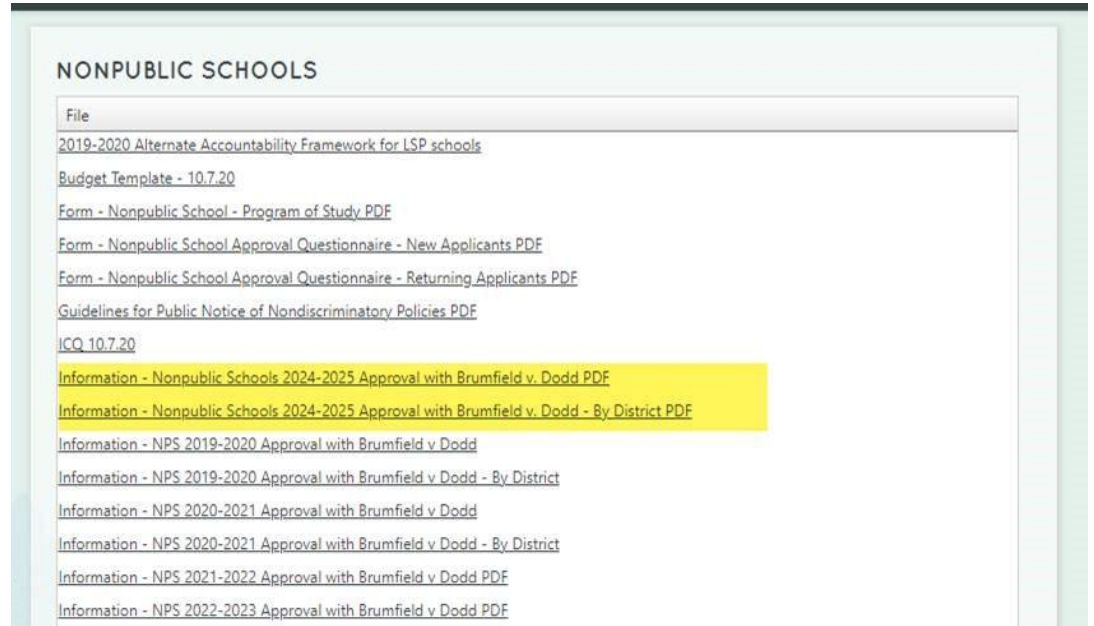 NONPUBLIC SCHOOLS
File
2019-2020 Alternate Accountability Framework for LSP schools
Budget Template - 10.7.20
Form - Nonpublic School - Program of Study PDF
Form - Nonpublic School Approval Questionnaire - New Applicants PDF
Form - Nonpublic School Approval Questionnaire - Returning Applicants PDF
Guidelines for Public Notice of Nondiscriminatory Policies PDF
ICQ 10.7.20
Information - Nonpublic Schools 2024-2025 Approval with Brumfield v. Dodd PDF
Information - Nonpublic Schools 2024-2025 Approval with Brumfield v. Dodd - By District PDF
Information - NPS 2019-2020 Approval with Brumfield v Dodd
Information - NPS 2019-2020 Approval with Brumfield v Dodd - By District
Information - NPS 2020-2021 Approval with Brumfield v Dodd
Information - NPS 2020-2021 Approval with Brumfield v Dodd - By District
Information - NPS 2021-2022 Approval with Brumfield v Dodd PDF
Information - NPS 2022-2023 Approval with Brumfield v Dodd PDF